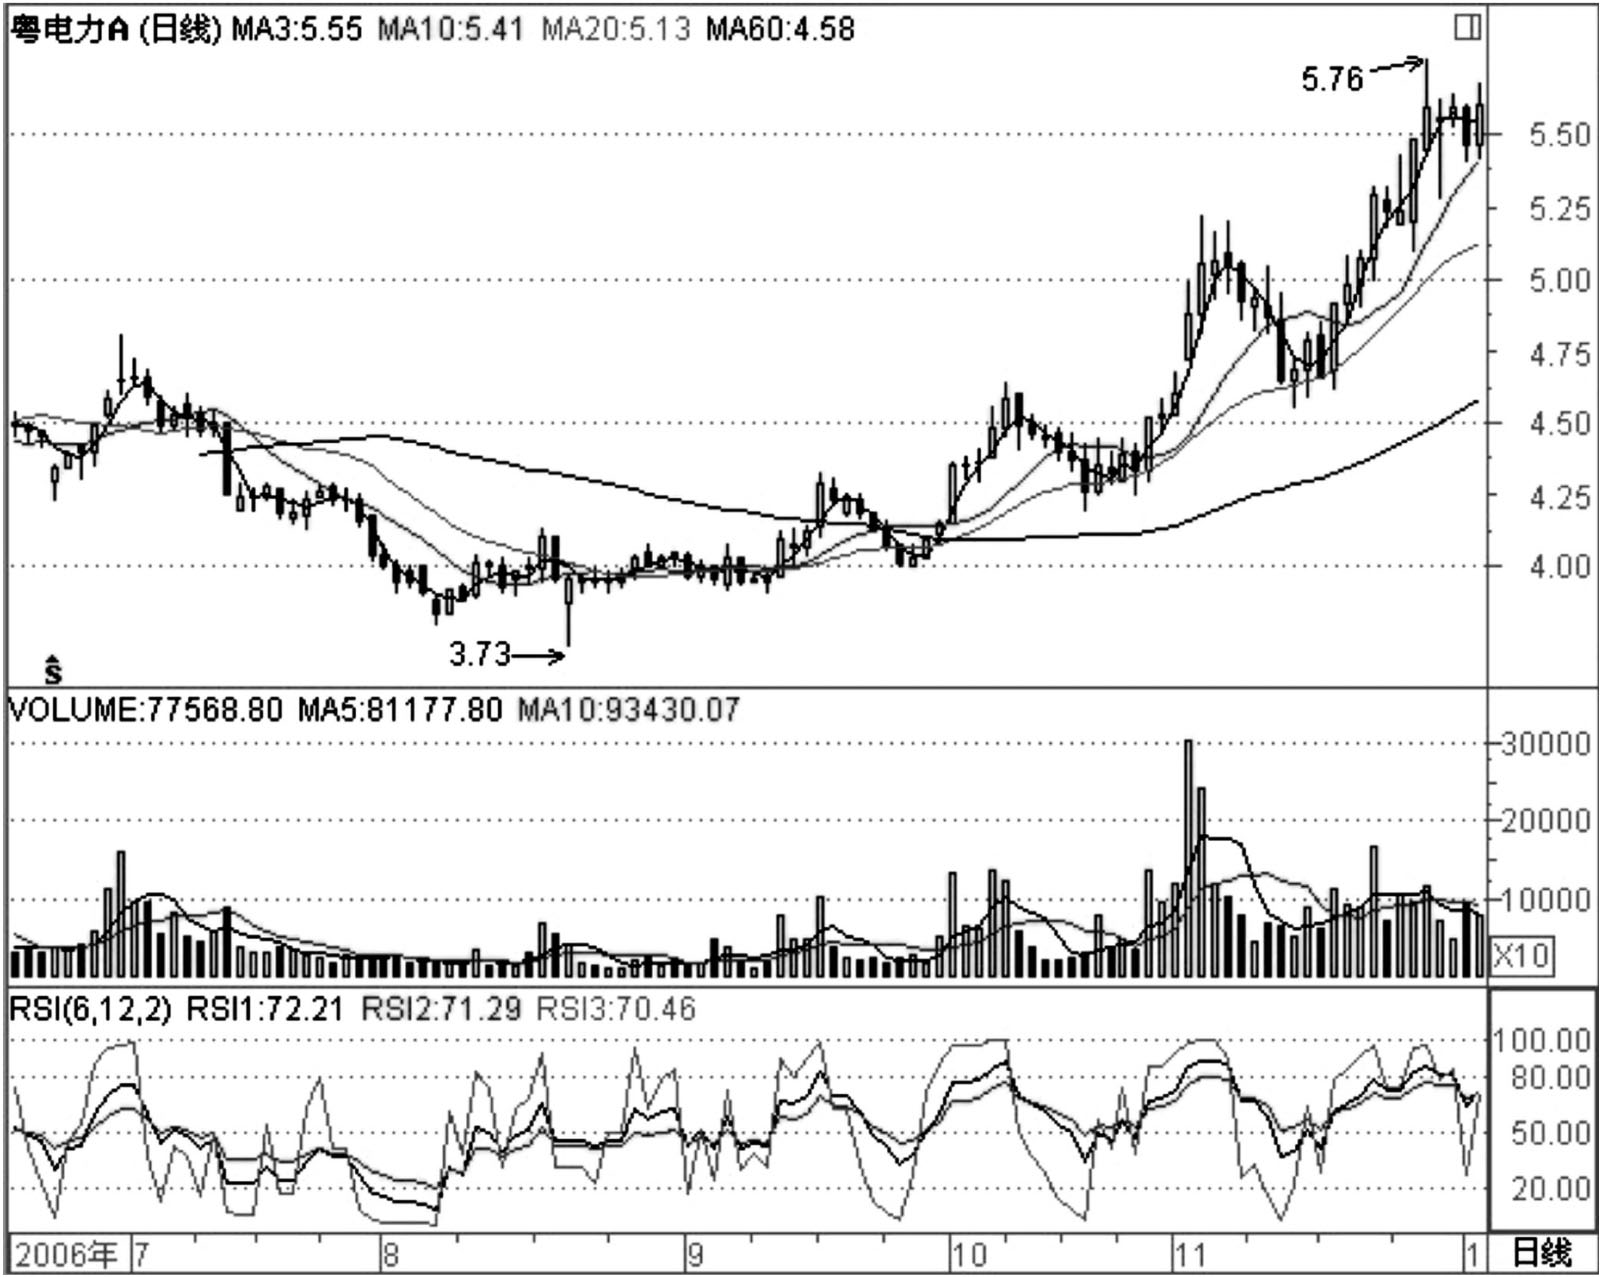 粤电力A (日线) MA3:5.55 MA10:5.41 MA20:5.13 MA60:4.58
5.76
5.50
5.25
5.00
4.75
4.50
4.25
4.00
3.73
S
VOLUME:77568.80 MA5:81177.80 MA10:93430.07
30000
20000
10000
X10
RSI(6,12,2) RSI1:72.21 RSI2:71.29 RSI3:70.46
100.00
80.00
50.00
20.00
2006年 7 8 9 10 11 1 日线